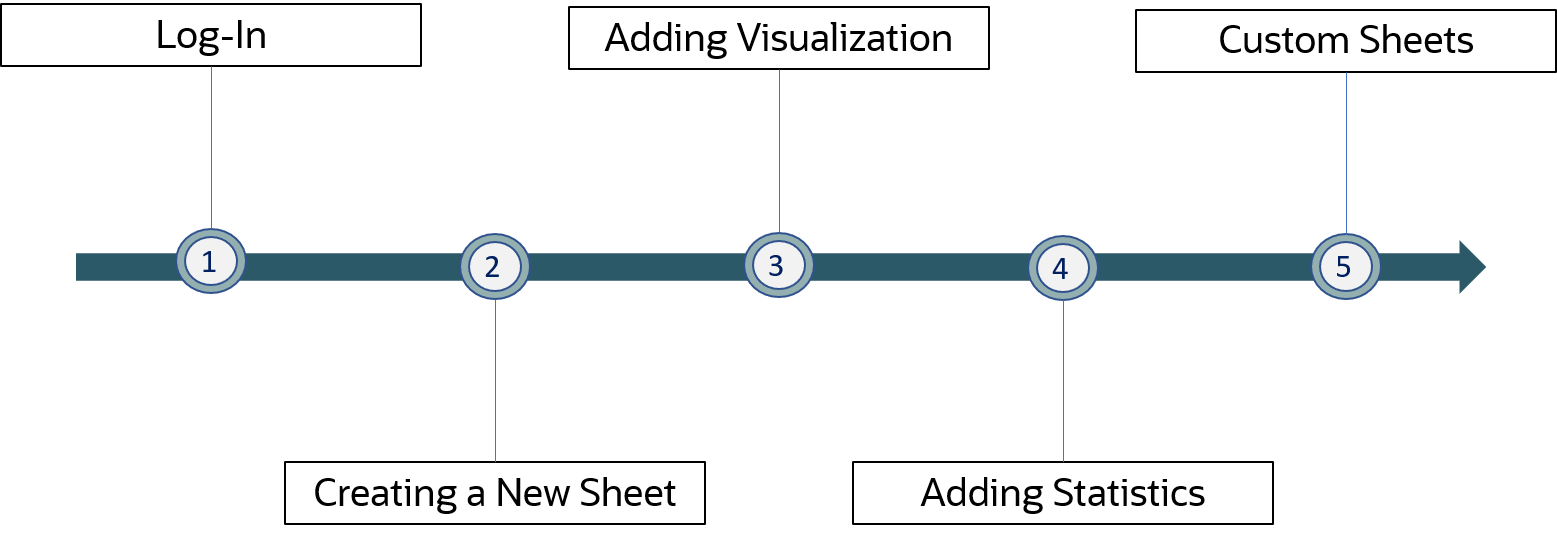 Log-In
Adding Visualization
Custom Sheets
1
2
3
4
5
Creating a New Sheet
Adding Statistics